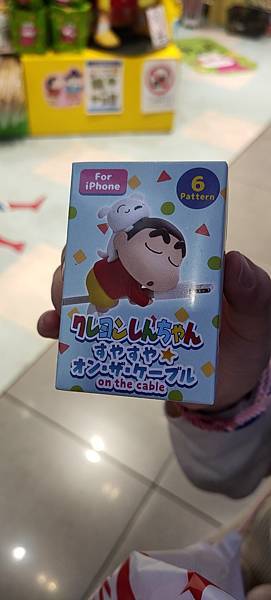 For
iPhone
6
Pattern
クレヨンしんちゃん
すやすや★
オン・ザ・ケーブル
on the cable